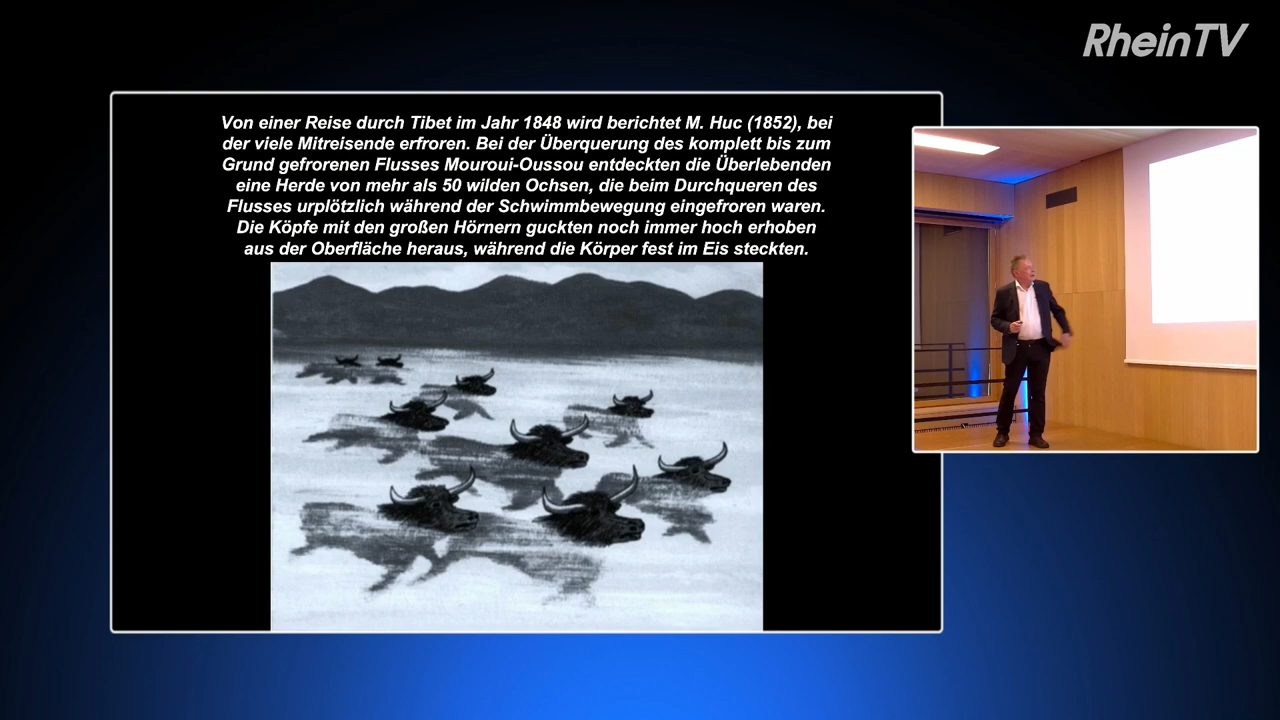 RheinTV
Von einer Reise durch Tibet im Jahr 1848 wird berichtet M. Huc (1852), bei
der viele Mitreisende erfroren. Bei der Überquerung des komplett bis zum
Grund gefrorenen Flusses Mouroui-Oussou entdeckten die Überlebenden
eine Herde von mehr als 50 wilden Ochsen, die beim Durchqueren des
Flusses urplötzlich während der Schwimmbewegung eingefroren waren.
Die Köpfe mit den großen Hörnern guckten noch immer hoch erhoben
aus der Oberfläche heraus, während die Körper fest im Eis steckten.